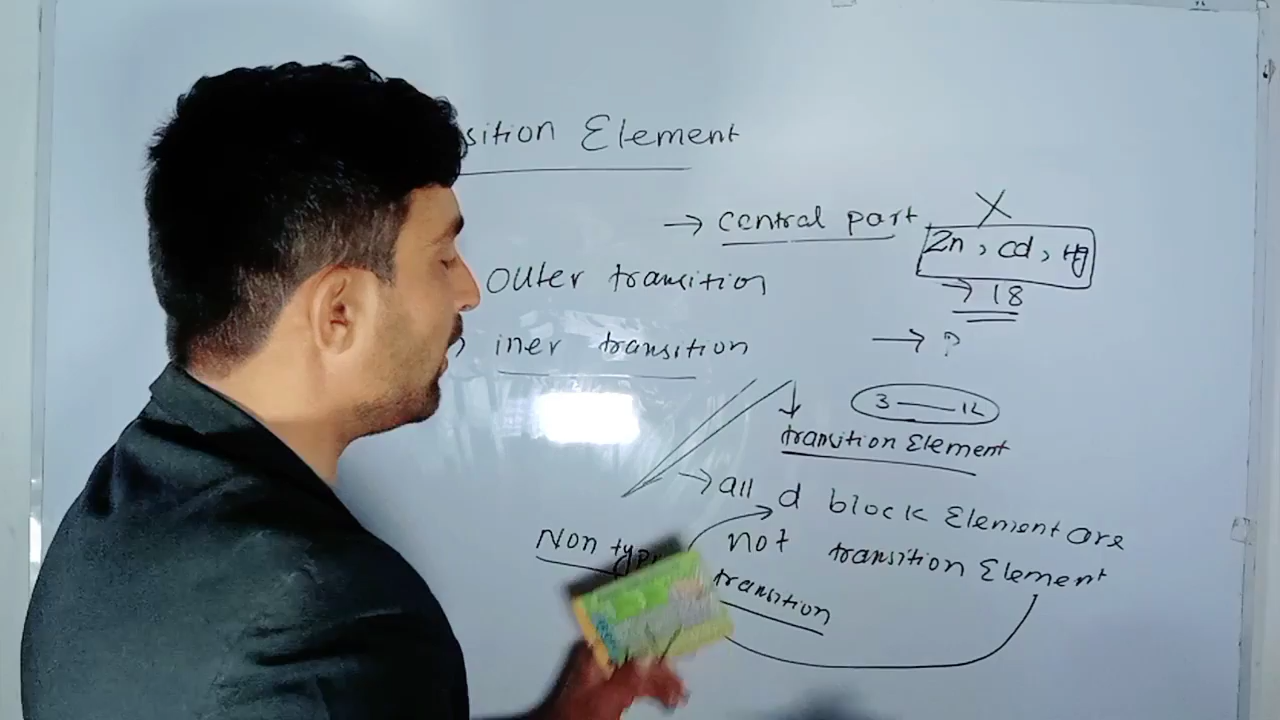 sition Element
→ central part
X
Zn, cd, Hg
→ 18
Outer transition
) iner transition
→ ?
3 —— 12
transition Element
→ all d block Element are
not transition Element
Non type
transition